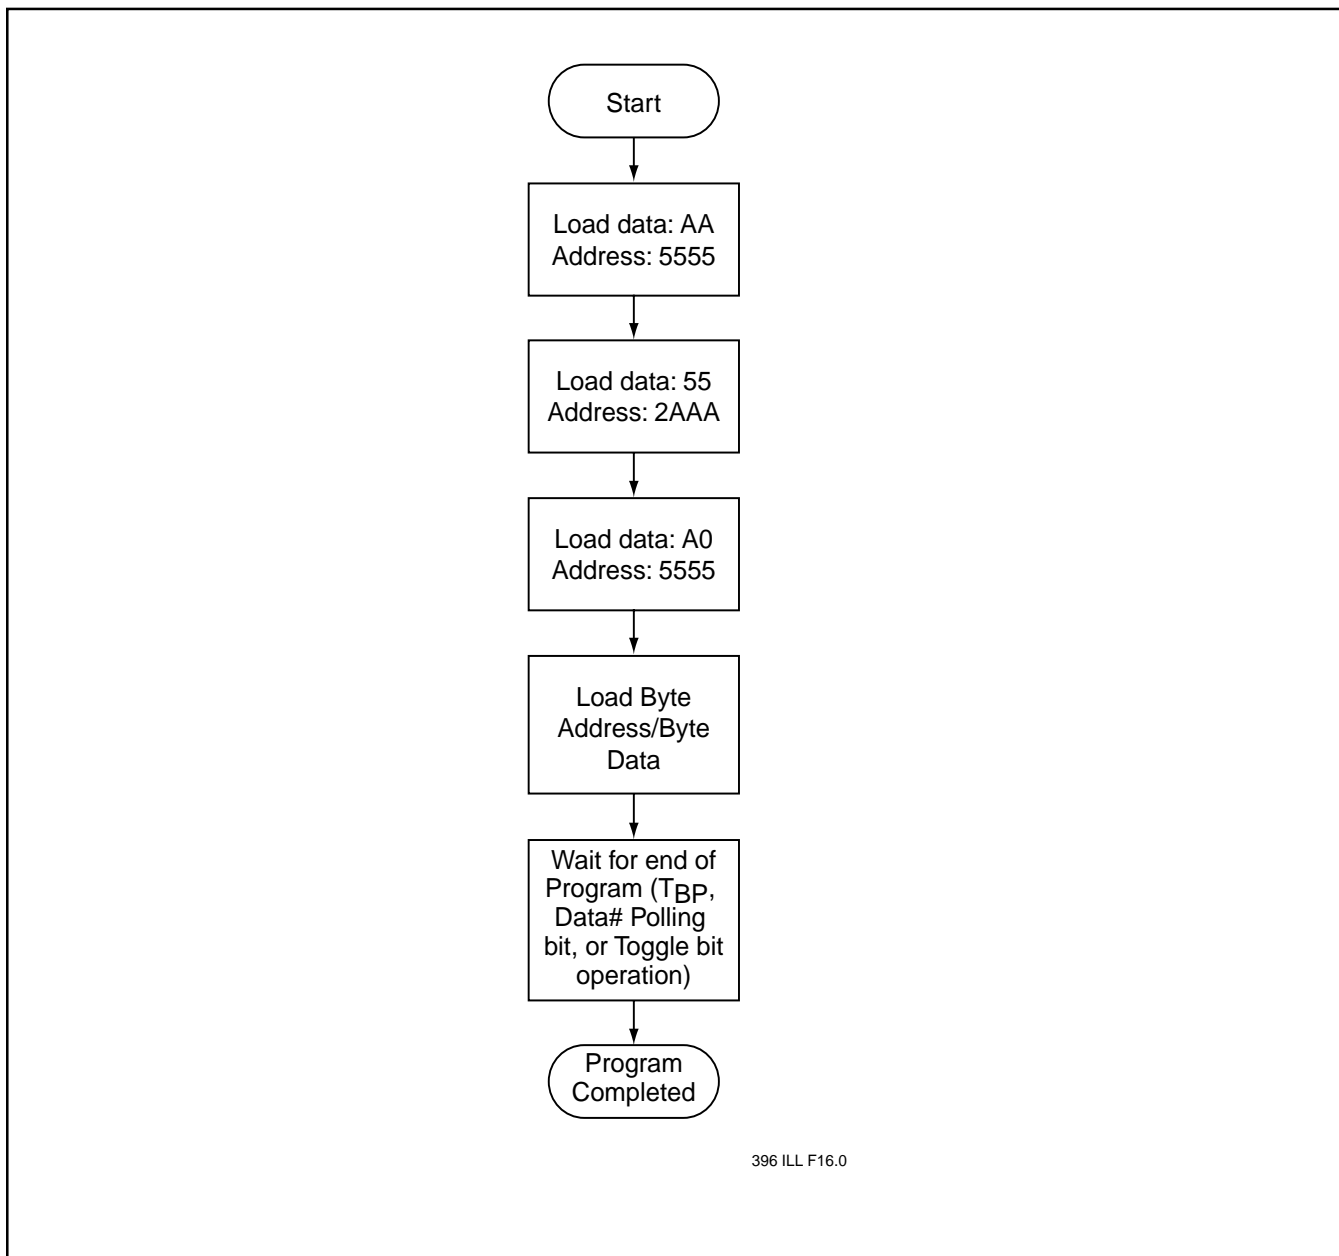 Start
Load data: AA
Address: 5555
Load data: 55
Address: 2AAA
Load data: A0
Address: 5555
Load Byte
Address/Byte
Data
Wait for end of
Program (TBP,
Data# Polling
bit, or Toggle bit
operation)
Program
Completed
396 ILL F16.0